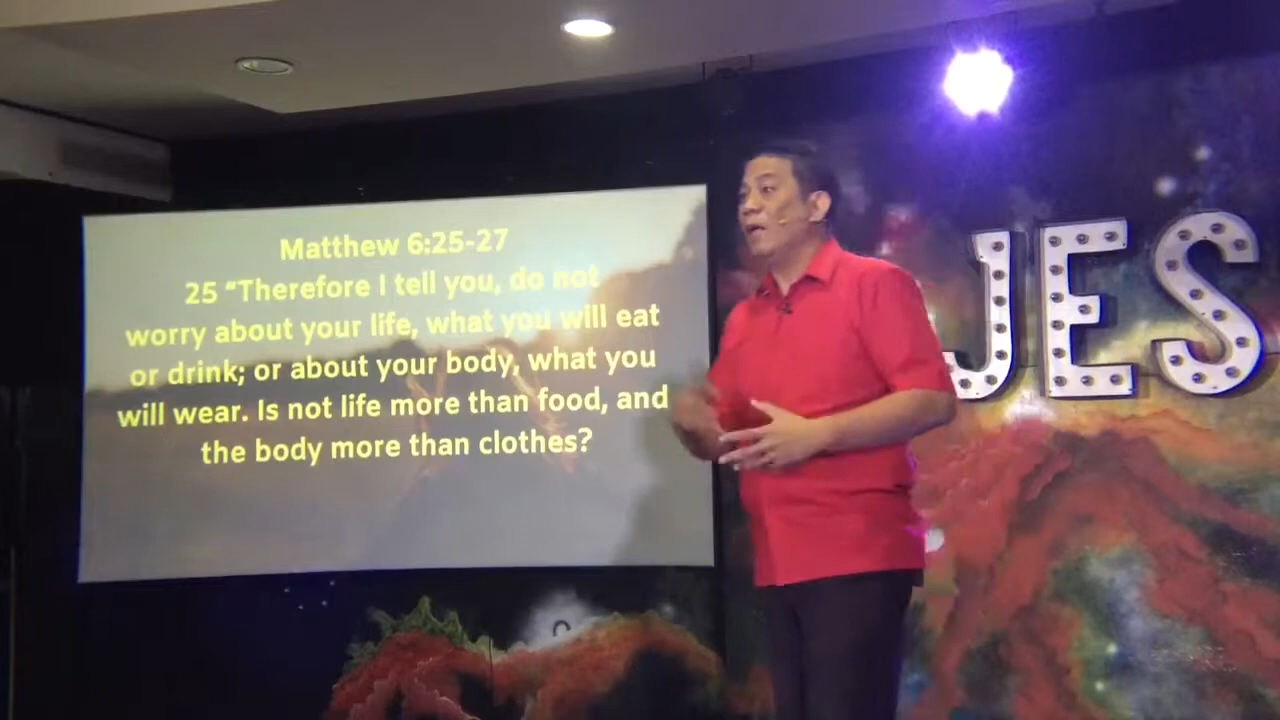 Matthew 6:25-27
25 “Therefore I tell you, do not
worry about your life, what you will eat
or drink; or about your body, what you
will wear. Is not life more than food, and
the body more than clothes?
JES